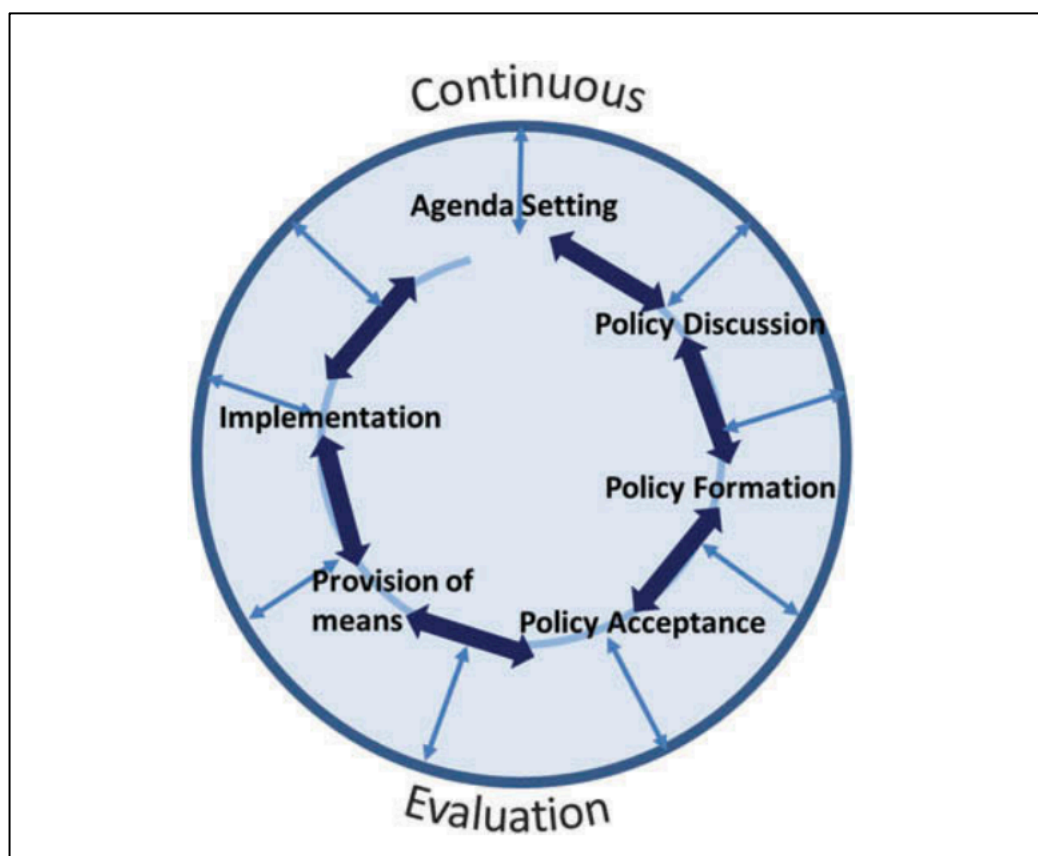 Continuous
Agenda Setting
Policy Discussion
Policy Formation
Policy Acceptance
Provision of
means
Implementation
Evaluation